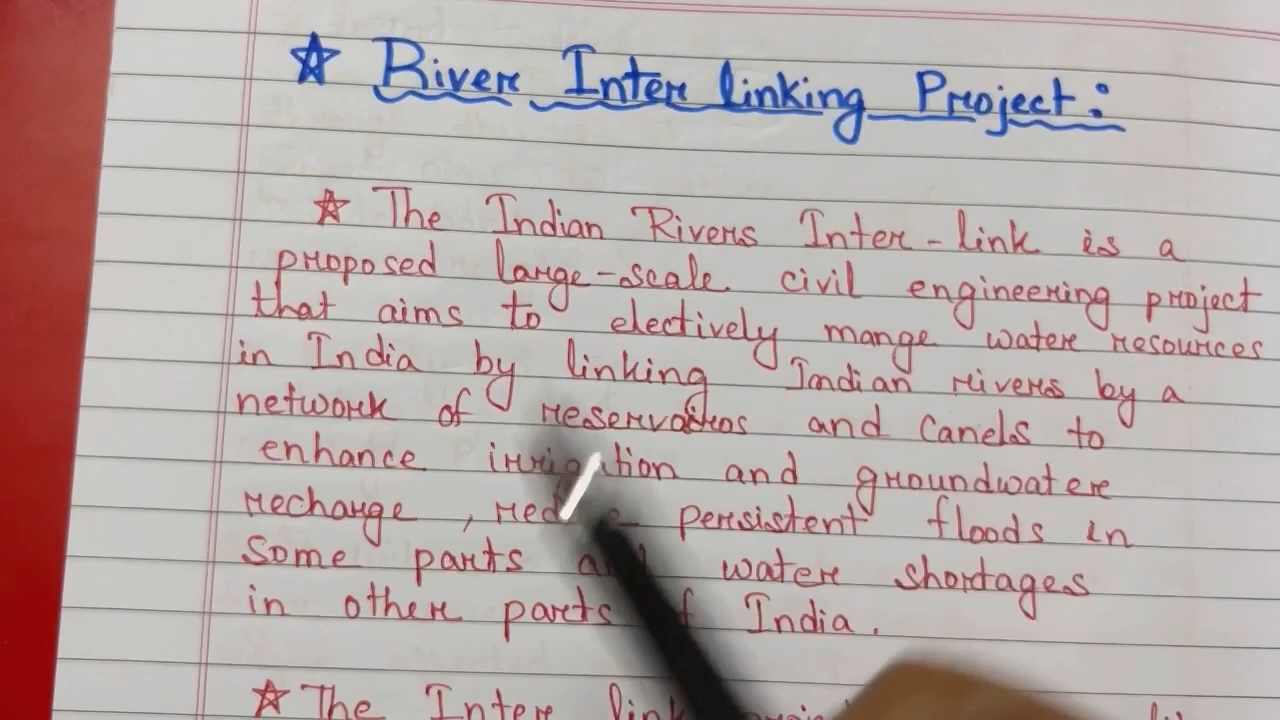 ☆ River Inter linking Project:
☆ The Indian Rivers Inter-link is a
proposed large-scale civil engineering project
that aims to electively mange water resources
in India by linking Indian rivers by a
network of reservoiros and Canels to
enhance irrigation and groundwater
recharge, persistent floods in
Some parts water shortages
in other parts India.
☆ The Inter